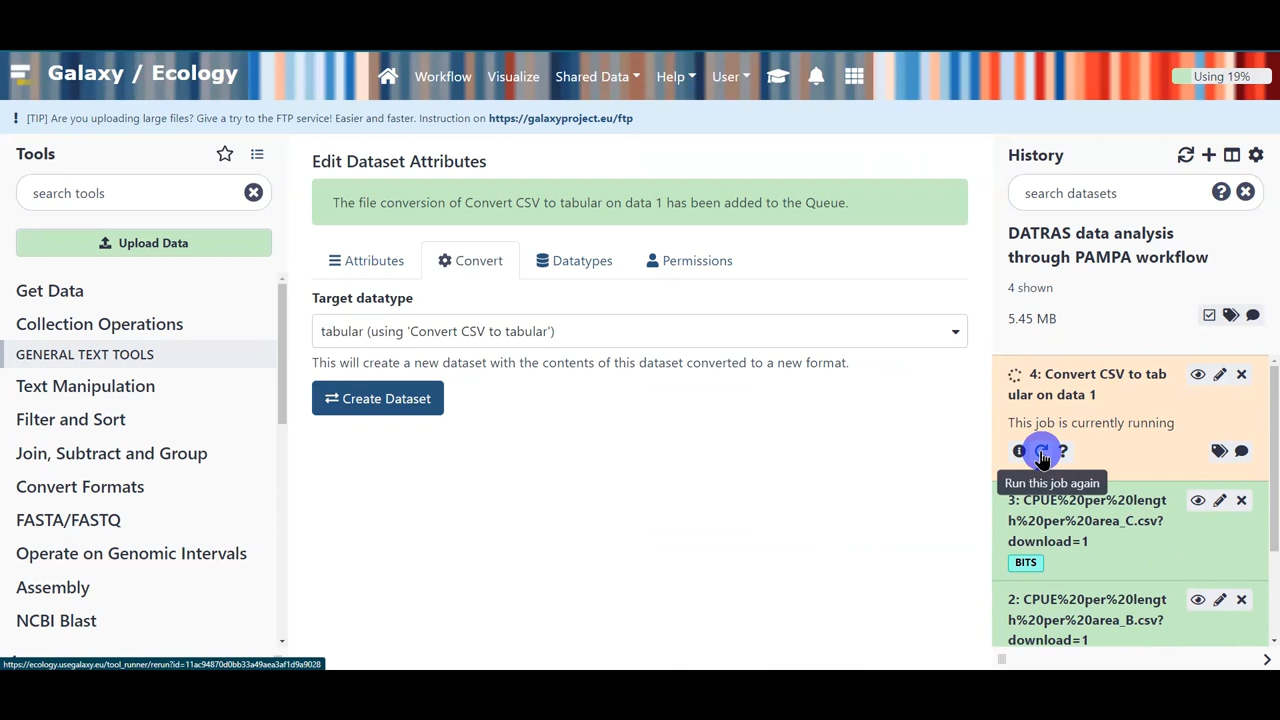 Galaxy / Ecology
Workflow
Visualize
Shared Data
Help
User
Using 19%
! [TIP] Are you uploading large files? Give a try to the FTP service! Easier and faster. Instruction on https://galaxyproject.eu/ftp
Tools
search tools
Upload Data
Get Data
Collection Operations
GENERAL TEXT TOOLS
Text Manipulation
Filter and Sort
Join, Subtract and Group
Convert Formats
FASTA/FASTQ
Operate on Genomic Intervals
Assembly
NCBI Blast
Edit Dataset Attributes
The file conversion of Convert CSV to tabular on data 1 has been added to the Queue.
Attributes
Convert
Datatypes
Permissions
Target datatype
tabular (using 'Convert CSV to tabular')
This will create a new dataset with the contents of this dataset converted to a new format.
Create Dataset
History
search datasets
DATRAS data analysis
through PAMPA workflow
4 shown
5.45 MB
4: Convert CSV to tab
ular on data 1
This job is currently running
Run this job again
3: CPUE%20per%20lengt
h%20per%20area_C.csv?
download=1
BITS
2: CPUE%20per%20lengt
h%20per%20area_B.csv?
download=1
https://ecology.usegalaxy.eu/tool_runner/rerun?id=11ac94870d0bb33a49aea3af1d9a9028